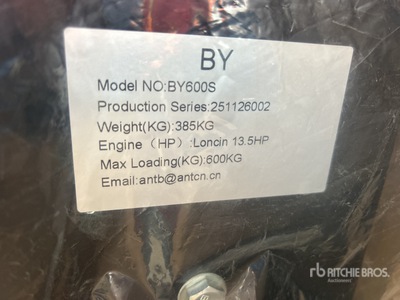 BY
Model NO:BY600S
Production Series:251126002
Weight(KG):385KG
Engine（HP）:Loncin 13.5HP
Max Loading(KG):600KG
Email:antb@antcn.cn
rb RITCHIE BROS.
Auctioneers